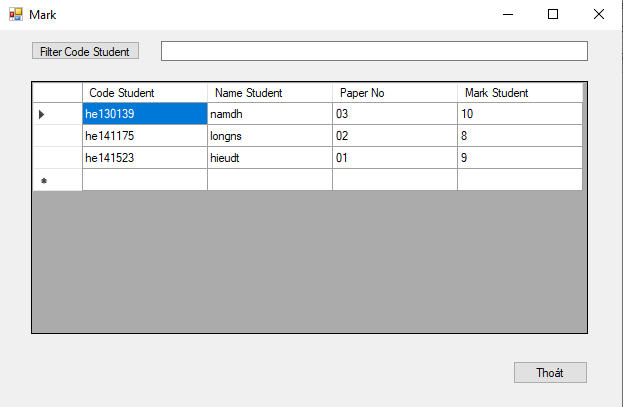 Mark
Filter Code Student
Code Student Name Student Paper No Mark Student
he130139 namdh 03 10
he141175 longns 02 8
he141523 hieudt 01 9
Thoát